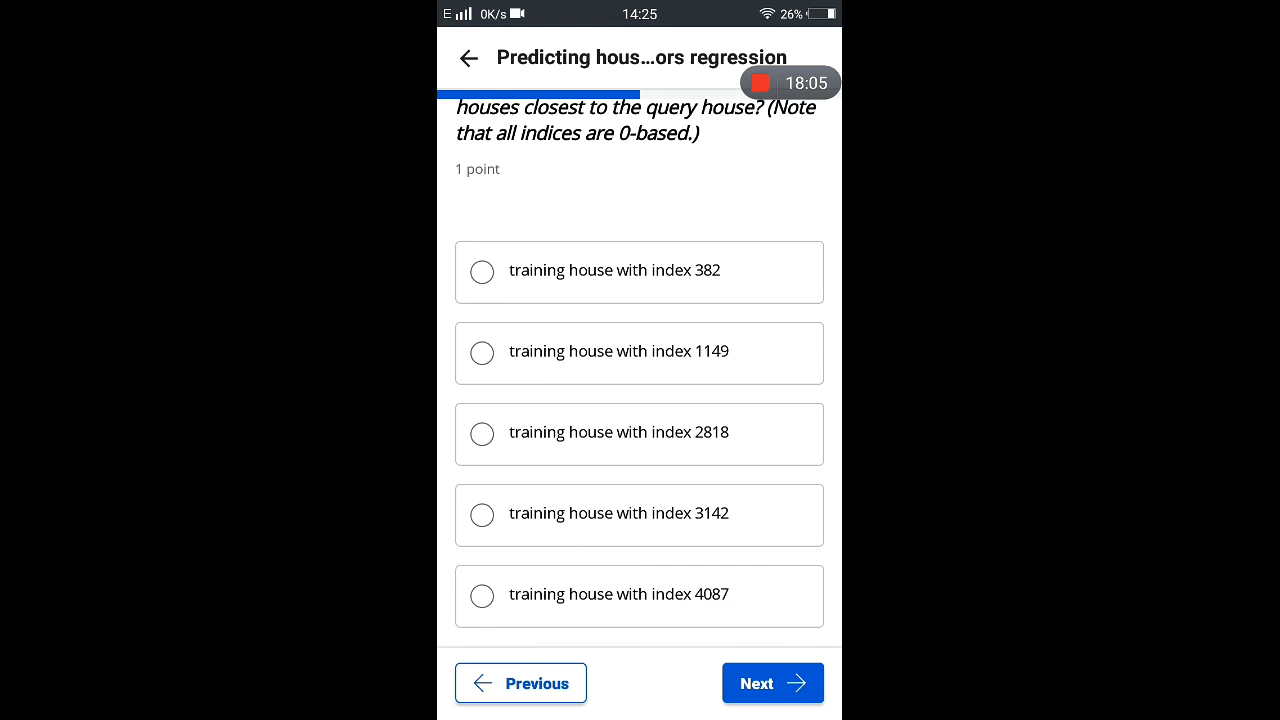 E 0K/s 14:25 26%
Predicting hous...ors regression
18:05
houses closest to the query house? (Note
that all indices are 0-based.)
1 point
training house with index 382
training house with index 1149
training house with index 2818
training house with index 3142
training house with index 4087
Previous Next